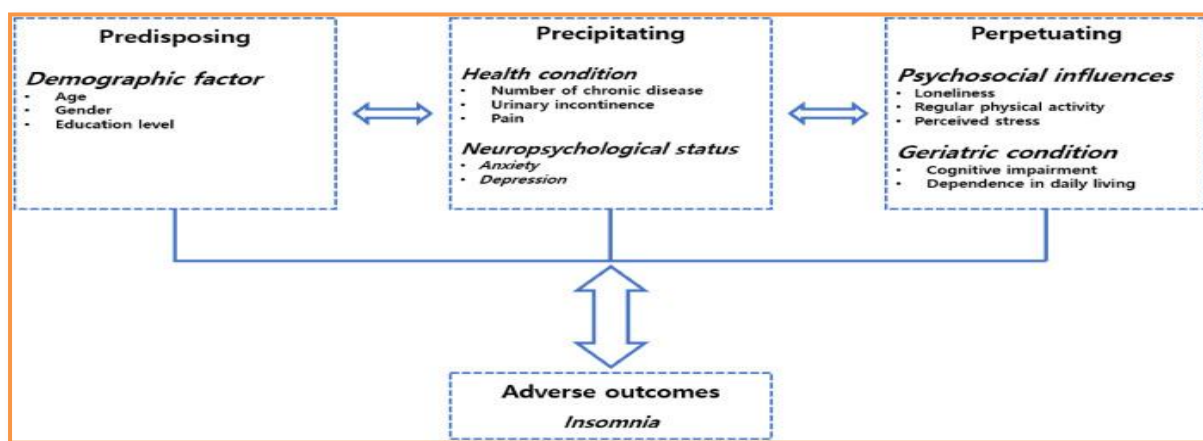 Predisposing
Demographic factor
• Age
• Gender
• Education level
Precipitating
Health condition
• Number of chronic disease
• Urinary incontinence
• Pain
Neuropsychological status
• Anxiety
• Depression
Perpetuating
Psychosocial influences
• Loneliness
• Regular physical activity
• Perceived stress
Geriatric condition
• Cognitive impairment
• Dependence in daily living
Adverse outcomes
Insomnia